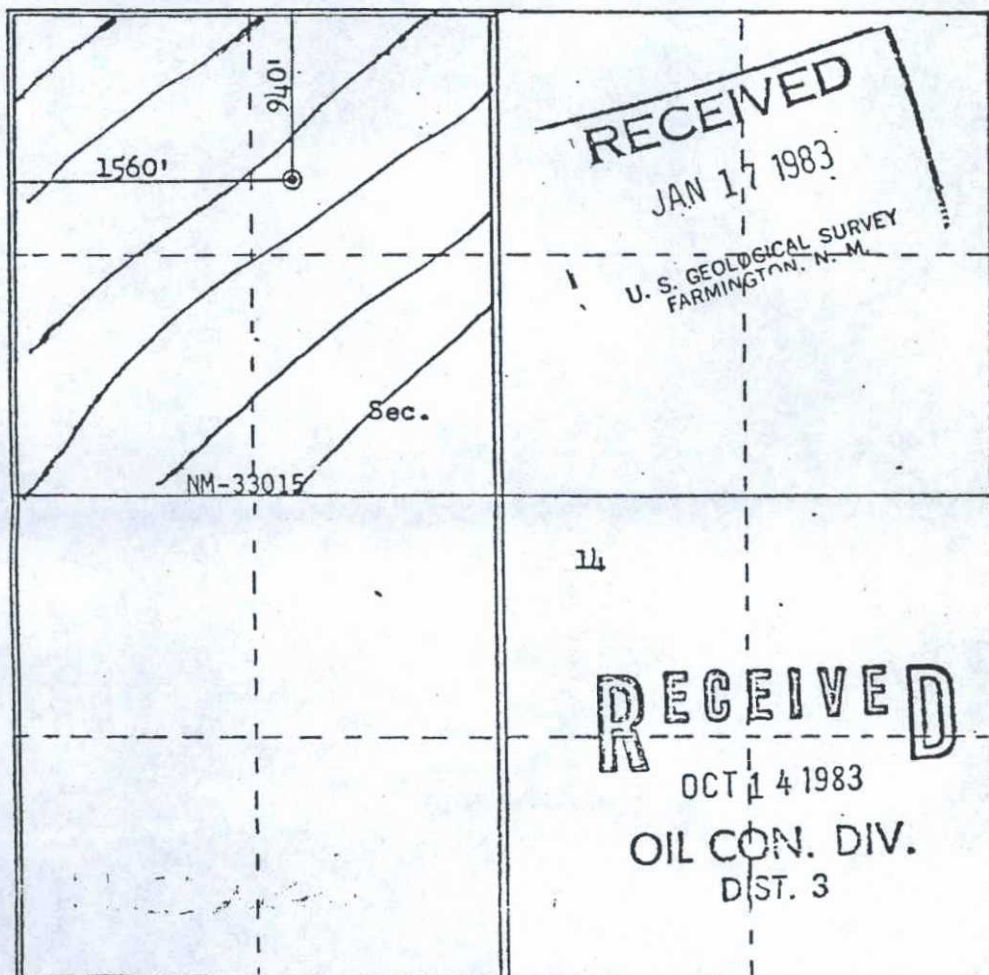 940'
1560'
RECEIVED
JAN 17 1983
U. S. GEOLOGICAL SURVEY
FARMINGTON, N. M.
Sec.
NM-33015
14
RECEIVED
OCT 14 1983
OIL CON. DIV.
DIST. 3